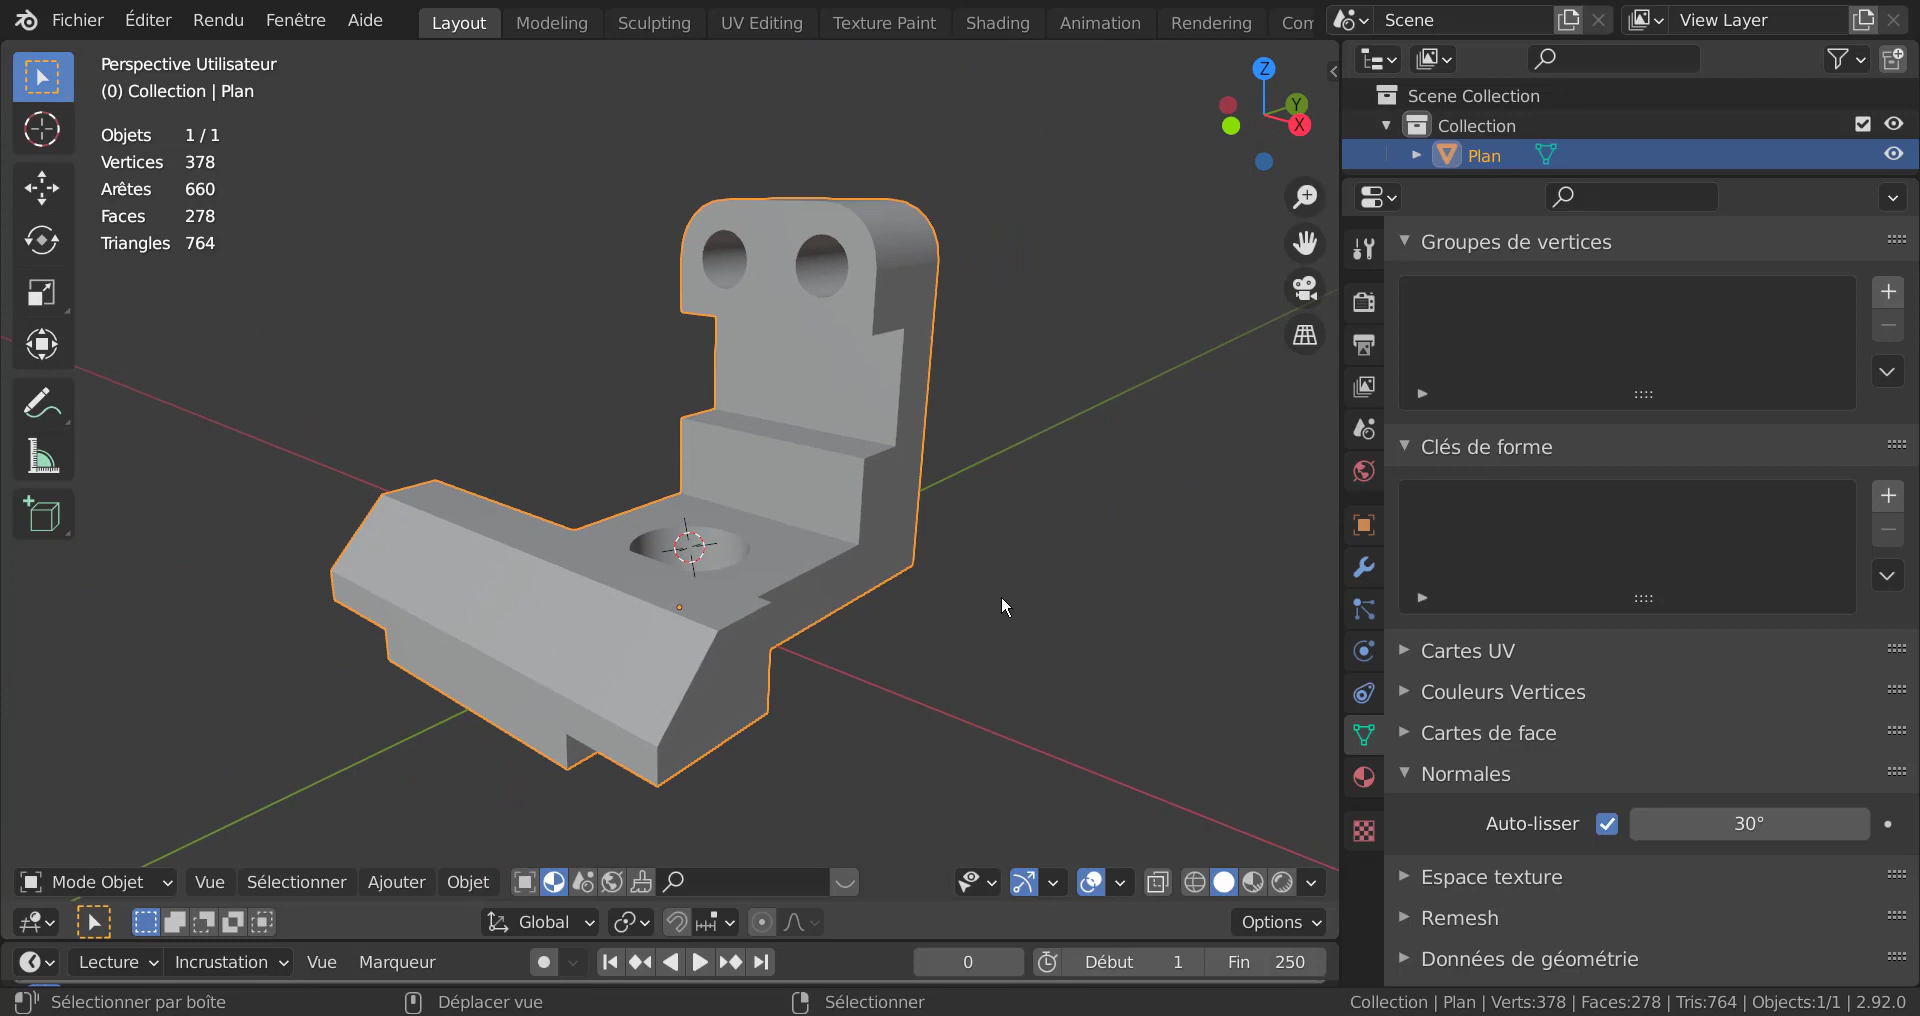 Fichier Éditer Rendu Fenêtre Aide Layout Modeling Sculpting UV Editing Texture Paint Shading Animation Rendering Com Scene View Layer
Perspective Utilisateur
(0) Collection | Plan
Objets 1 / 1
Vertices 378
Arêtes 660
Faces 278
Triangles 764
Z
Y
X
Scene Collection
Collection
Plan
Groupes de vertices
Clés de forme
Cartes UV
Couleurs Vertices
Cartes de face
Normales
Auto-lisser 30°
Espace texture
Remesh
Données de géométrie
Mode Objet Vue Sélectionner Ajouter Objet
Global Options
Lecture Incrustation Vue Marqueur 0 Début 1 Fin 250
Sélectionner par boîte Déplacer vue Sélectionner Collection | Plan | Verts:378 | Faces:278 | Tris:764 | Objects:1/1 | 2.92.0